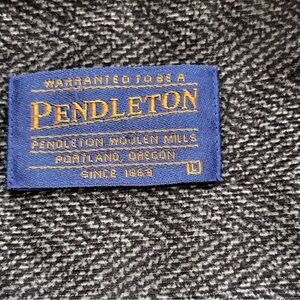 WARRANTED TO BE A
PENDLETON
PENDLETON WOOLEN MILLS
PORTLAND, OREGON
SINCE 1863
L